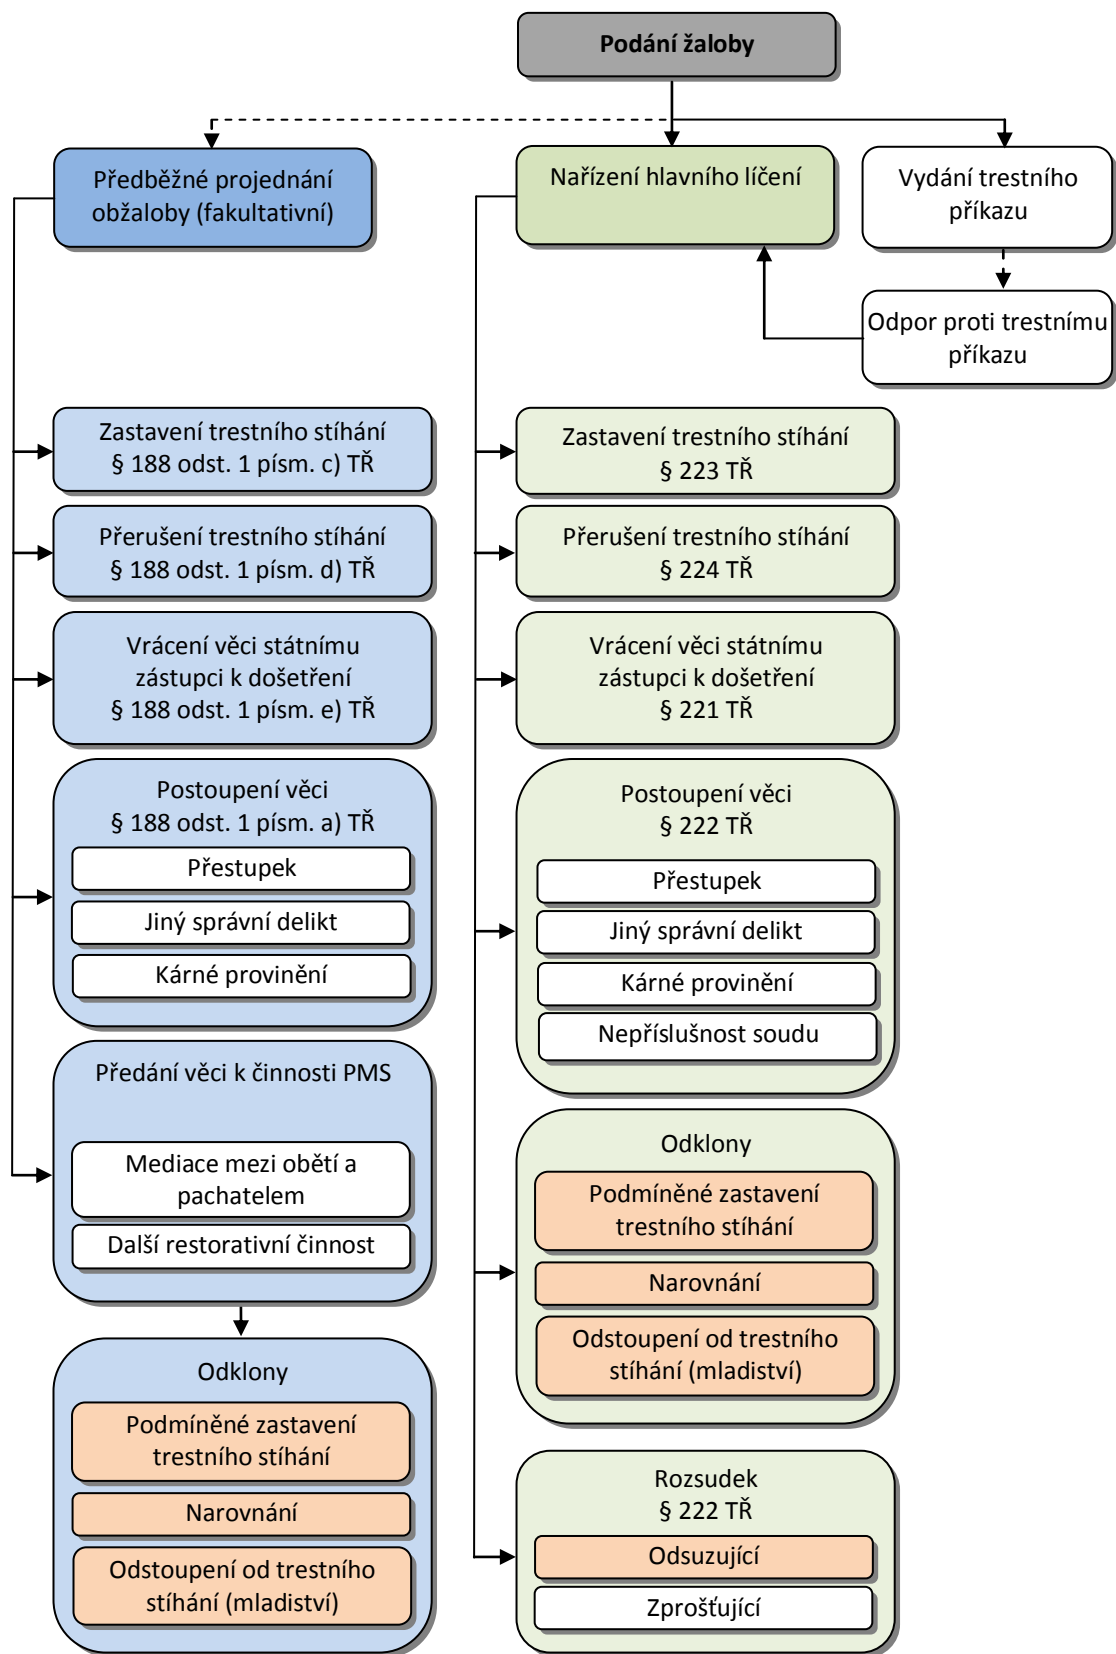 Podání žaloby
Předběžné projednání
obžaloby (fakultativní)
Nařízení hlavního líčení
Vydání trestního
příkazu
Odpor proti trestnímu
příkazu
Zastavení trestního stíhání
§ 188 odst. 1 písm. c) TŘ
Přerušení trestního stíhání
§ 188 odst. 1 písm. d) TŘ
Vrácení věci státnímu
zástupci k došetření
§ 188 odst. 1 písm. e) TŘ
Postoupení věci
§ 188 odst. 1 písm. a) TŘ
Přestupek
Jiný správní delikt
Kárné provinění
Předání věci k činnosti PMS
Mediace mezi obětí a
pachatelem
Další restorativní činnost
Odklony
Podmíněné zastavení
trestního stíhání
Narovnání
Odstoupení od trestního
stíhání (mladiství)
Zastavení trestního stíhání
§ 223 TŘ
Přerušení trestního stíhání
§ 224 TŘ
Vrácení věci státnímu
zástupci k došetření
§ 221 TŘ
Postoupení věci
§ 222 TŘ
Přestupek
Jiný správní delikt
Kárné provinění
Nepříslušnost soudu
Odklony
Podmíněné zastavení
trestního stíhání
Narovnání
Odstoupení od trestního
stíhání (mladiství)
Rozsudek
§ 222 TŘ
Odsuzující
Zprošťující